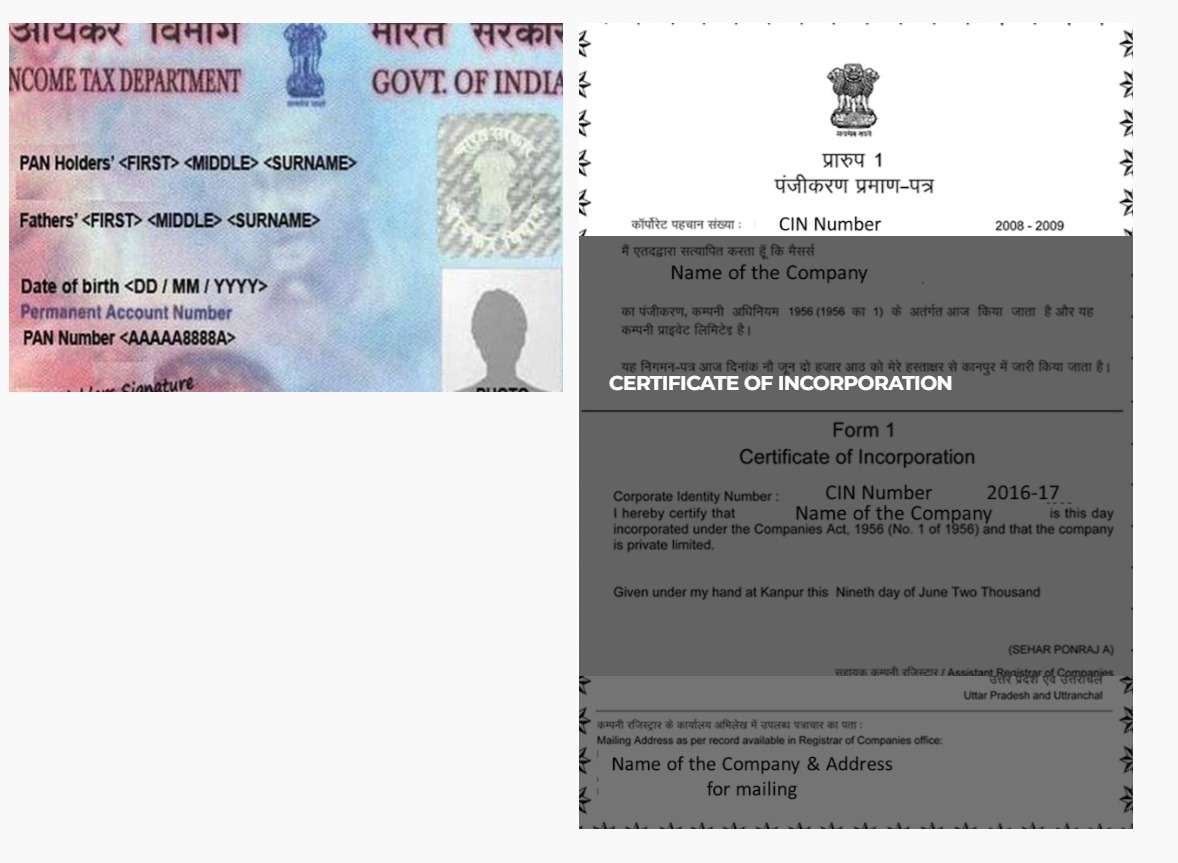 आयकर विभाग
भारत सरकार
NCOME TAX DEPARTMENT
GOVT. OF INDIA
सत्यमेव जयते
भारत सरकार
आयकर विभाग
PAN Holders' <FIRST> <MIDDLE> <SURNAME>
Fathers' <FIRST> <MIDDLE> <SURNAME>
Date of birth <DD / MM / YYYY>
Permanent Account Number
PAN Number <AAAAA8888A>
Signature
PHOTO
सत्यमेव जयते
प्रारुप 1
पंजीकरण प्रमाण-पत्र
कॉर्पोरेट पहचान संख्या : CIN Number 2008 - 2009
मैं एतदद्वारा सत्यापित करता हूँ कि मैसर्स
Name of the Company
का पंजीकरण, कम्पनी अधिनियम 1956 (1956 का 1) के अतंर्गत आज किया जाता है और यह
कम्पनी प्राइवेट लिमिटेड है।
यह निगमन-पत्र आज दिनांक नौ जून दो हजार आठ को मेरे हस्ताक्षर से कानपुर में जारी किया जाता है।
CERTIFICATE OF INCORPORATION
Form 1
Certificate of Incorporation
Corporate Identity Number : CIN Number 2016-17
I hereby certify that Name of the Company is this day
incorporated under the Companies Act, 1956 (No. 1 of 1956) and that the company
is private limited.
Given under my hand at Kanpur this Nineth day of June Two Thousand
(SEHAR PONRAJ A)
सहायक कम्पनी रजिस्ट्रार / Assistant Registrar of Companies
उत्तर प्रदेश एवं उत्तरांचल
Uttar Pradesh and Uttranchal
कम्पनी रजिस्ट्रार के कार्यालय अभिलेख में उपलब्ध पत्राचार का पता :
Mailing Address as per record available in Registrar of Companies office:
Name of the Company & Address
for mailing